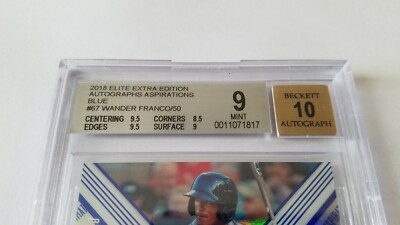 2018 ELITE EXTRA EDITION
AUTOGRAPHS ASPIRATIONS
BLUE
#67 WANDER FRANCO/50
CENTERING 9.5 CORNERS 8.5
EDGES 9.5 SURFACE 9
9
MINT
0011071817
BECKETT
10
AUTOGRAPH